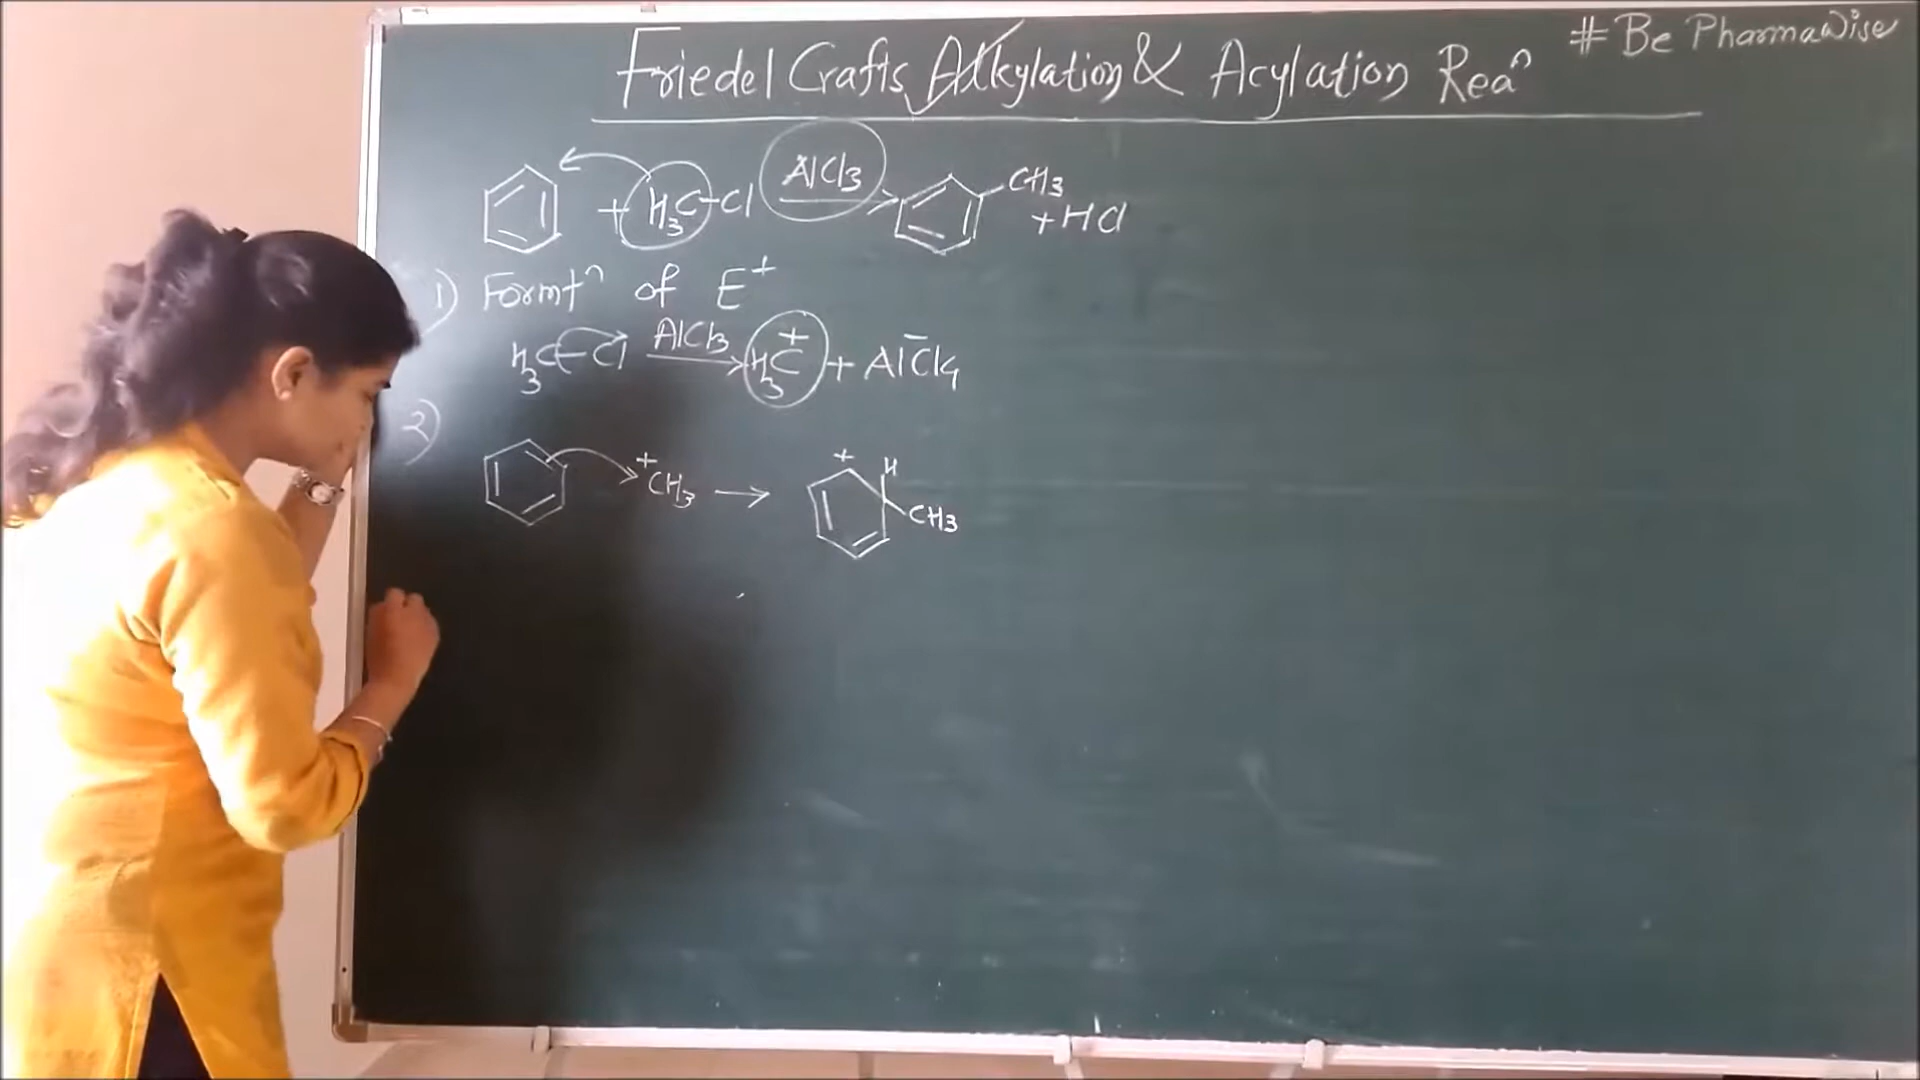 # Be PharmaWise
Friedel Crafts Alkylation & Acylation Reaⁿ
+ H₃C-Cl AlCl₃ → CH₃
+ HCl
1) Formtⁿ of E⁺
H₃C-Cl AlCl₃ → H₃C⁺ + AlCl₄⁻
2)
⁺CH₃ → + H
CH₃